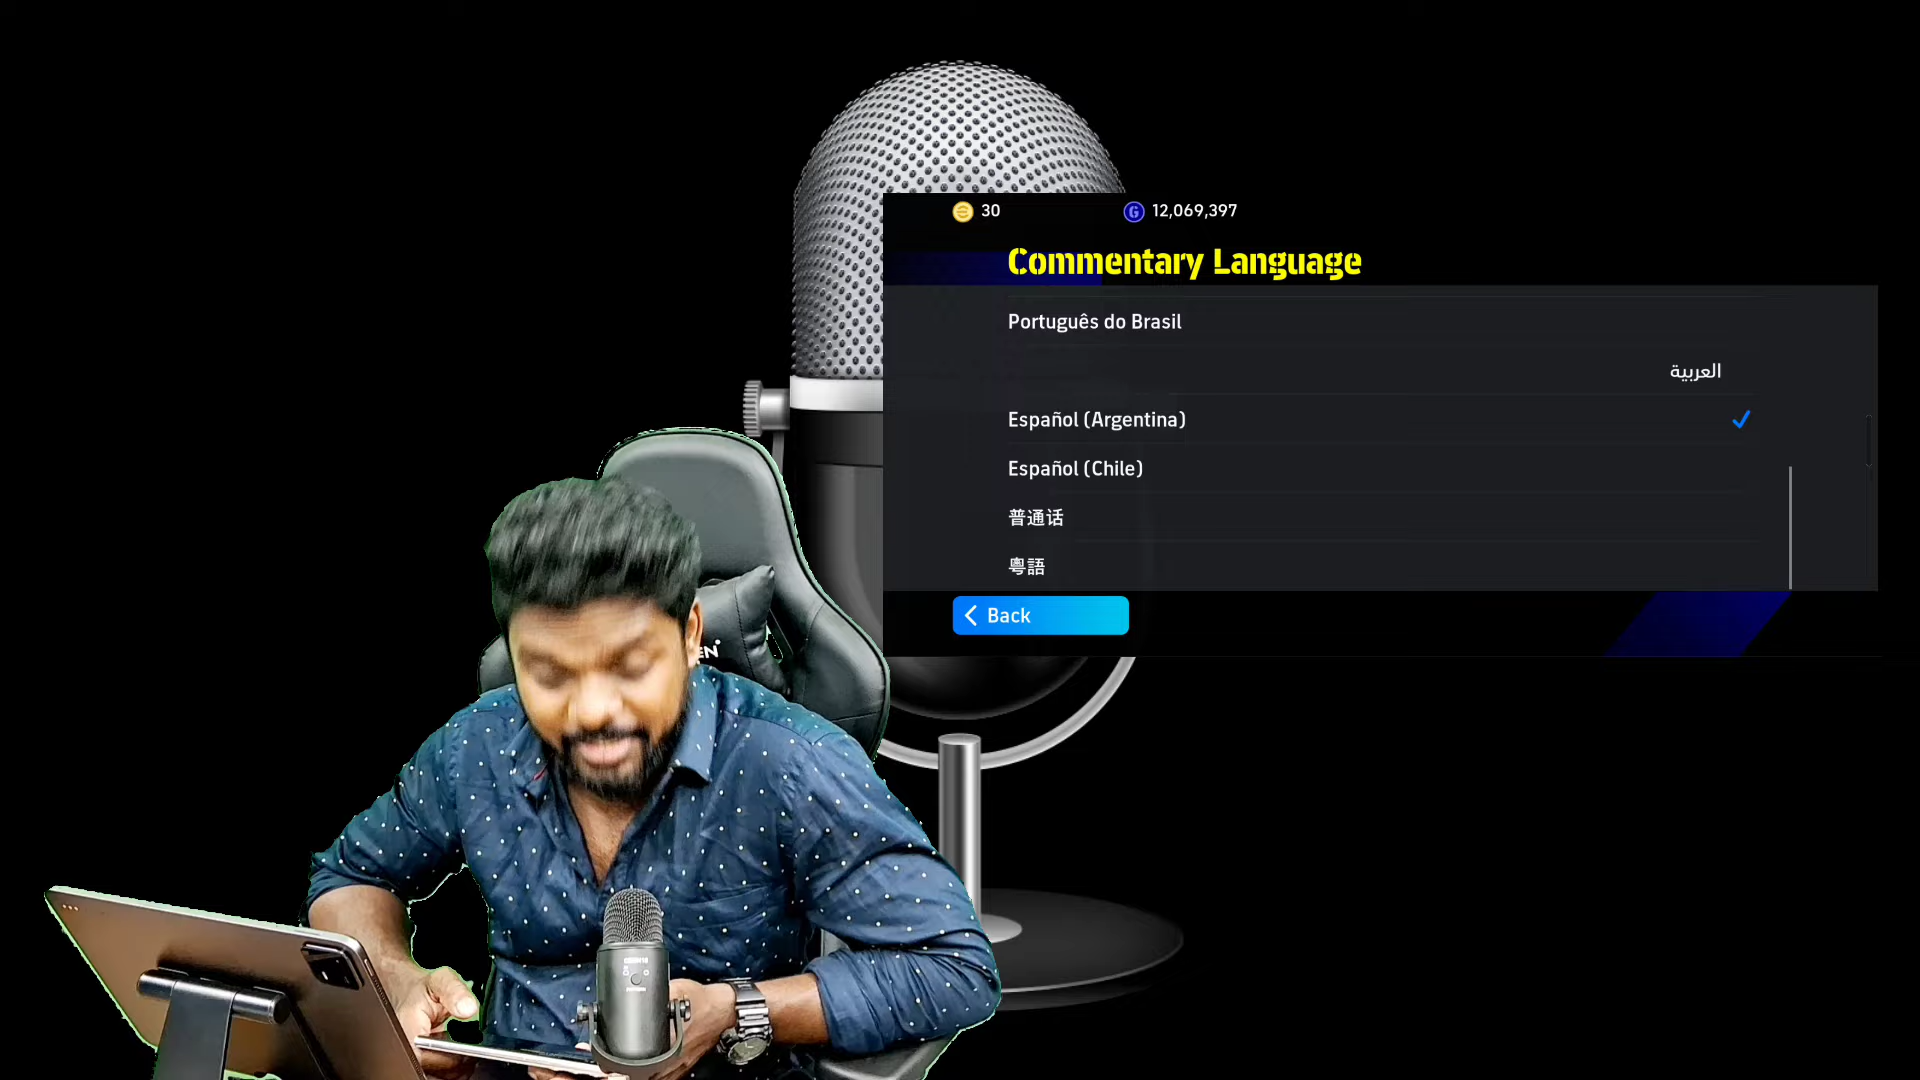 30
12,069,397
Commentary Language
Português do Brasil
العربية
Español (Argentina)
Español (Chile)
普通话
粤語
Back